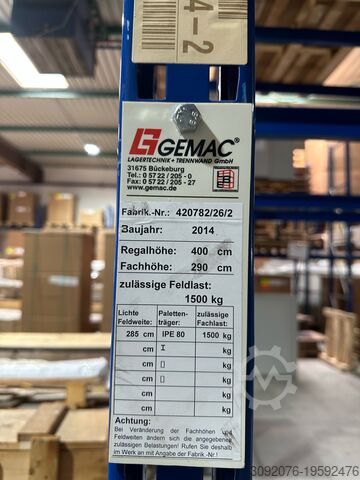 4-2
GEMAC®
LAGERTECHNIK + TRENNWAND GmbH
31675 Bückeburg
Tel.: 0 57 22 / 205 - 0
Fax: 0 57 22 / 205 - 27
www.gemac.de
Fabrik.-Nr.: 420782/26/2
Baujahr: 2014
Regalhöhe: 400 cm
Fachhöhe: 290 cm
zulässige Feldlast:
1500 kg
Lichte Feldweite: Paletten-träger: zulässige Fachlast:
285 cm IPE 80 1500 kg
cm I kg
cm kg
cm kg
cm kg
Achtung:
Bei Veränderung der Fachhöhen und
Feldweiten ändern sich die angegebenen
zulässigen Belastungen! Rufen Sie deshalb
im Werk an mit Angabe der Fabrik -Nr.!
3092076-19592476